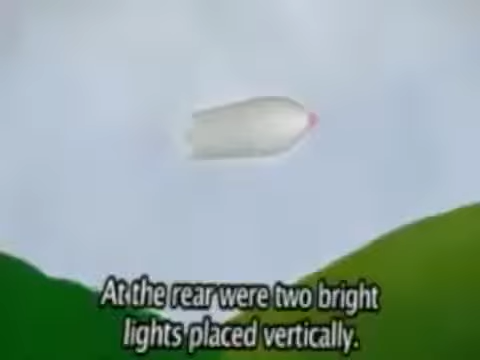 At the rear were two bright
lights placed vertically.